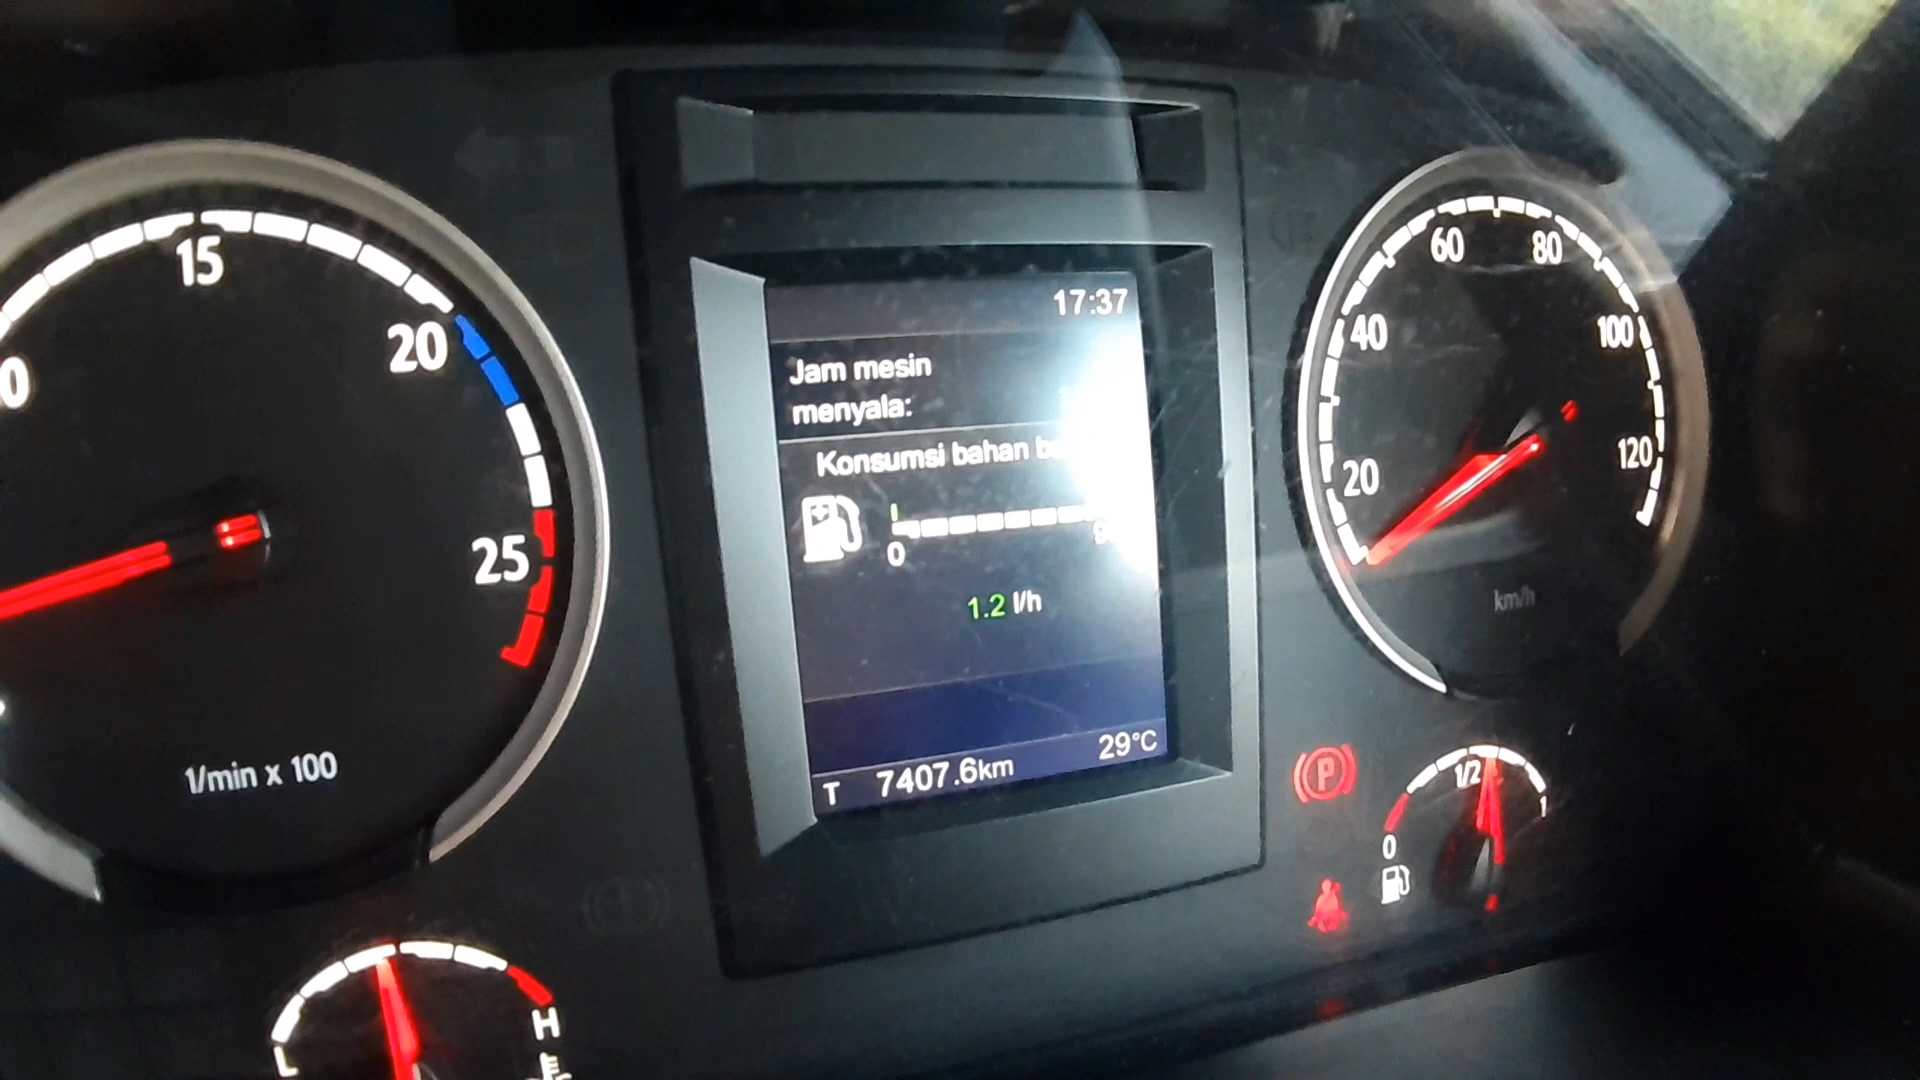 15
20
25
1/min x 100
17:37
Jam mesin
menyala:
Konsumsi bahan
0
1.2 l/h
29°C
T 7407.6km
20
40
60
80
100
120
km/h
P
0
1/2
1
L
H